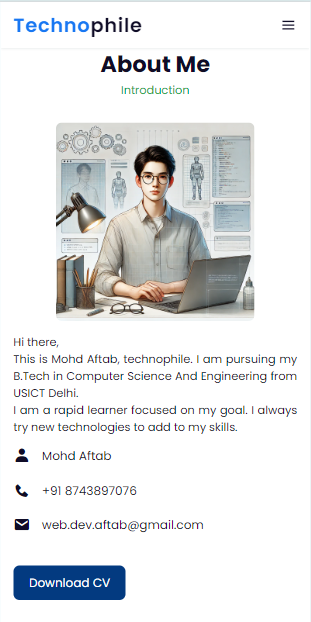 Technophile
About Me
Introduction
Hi there,
This is Mohd Aftab, technophile. I am pursuing my
B.Tech in Computer Science And Engineering from
USICT Delhi.
I am a rapid learner focused on my goal. I always
try new technologies to add to my skills.
Mohd Aftab
+91 8743897076
web.dev.aftab@gmail.com
Download CV